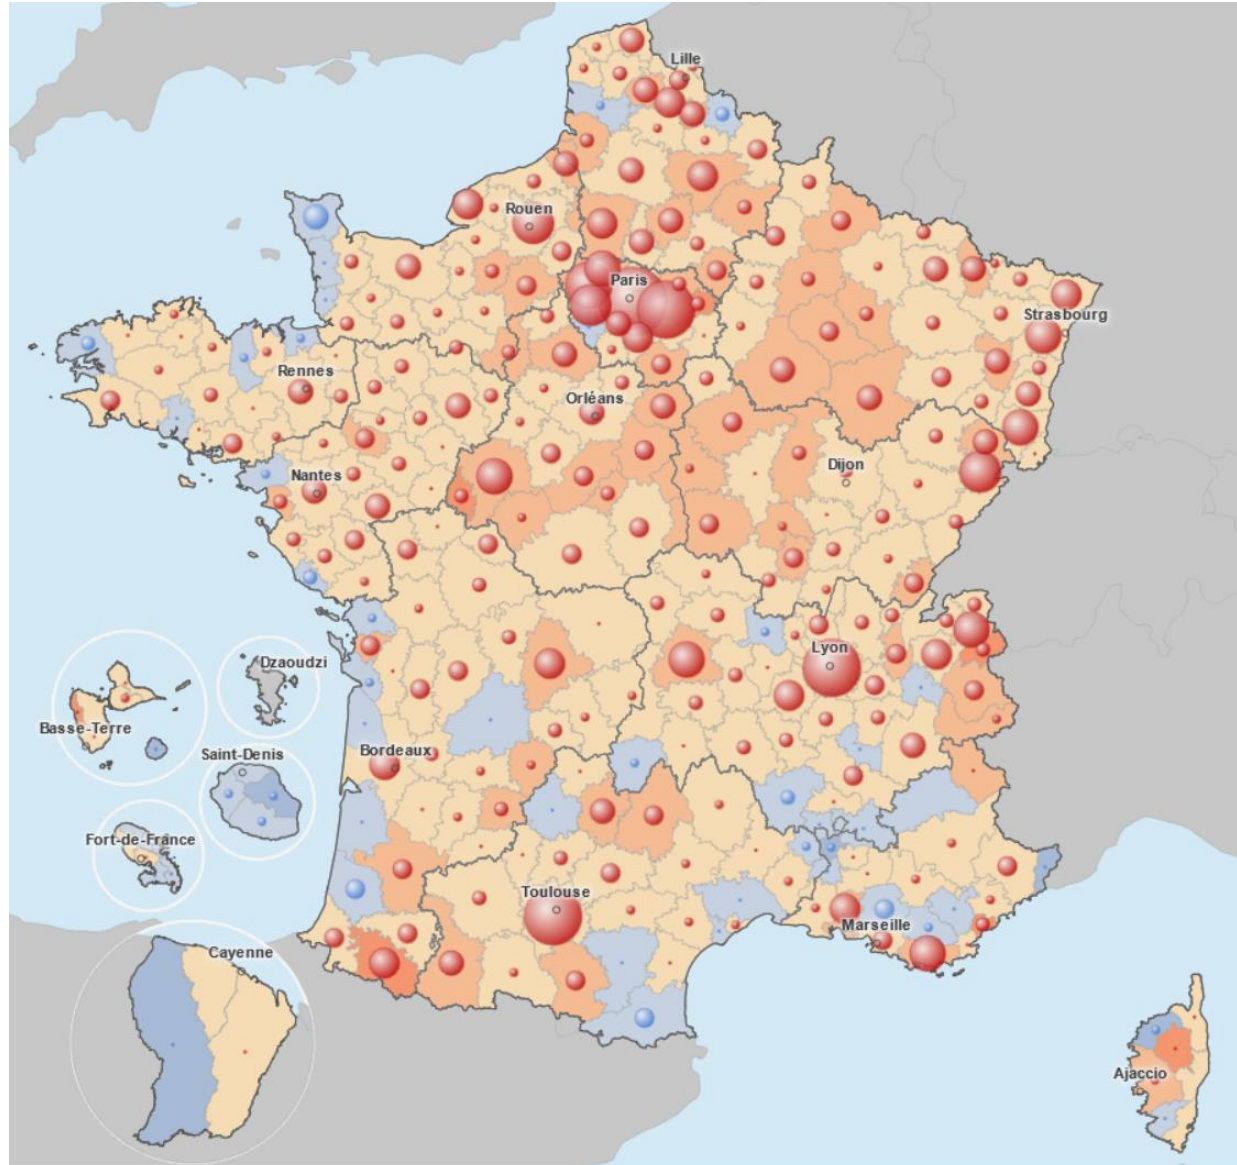 Lille
Rouen
Paris
Strasbourg
Rennes
Orléans
Dijon
Nantes
Lyon
Dzaoudzi
Basse-Terre
Saint-Denis
Bordeaux
Fort-de-France
Toulouse
Marseille
Cayenne
Ajaccio